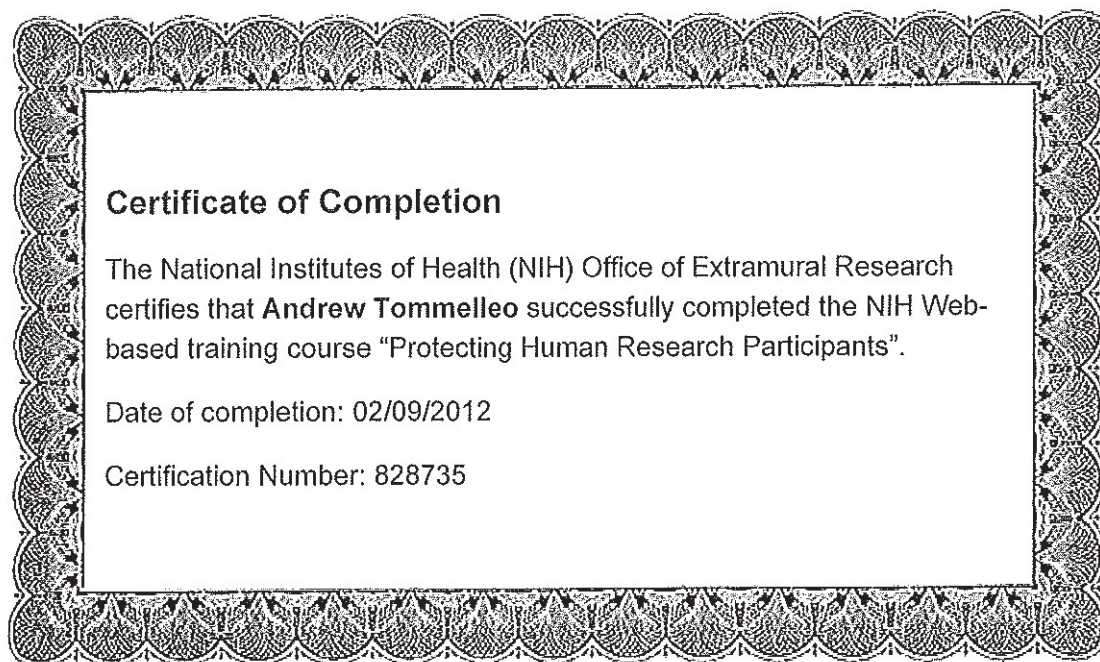 Certificate of Completion
The National Institutes of Health (NIH) Office of Extramural Research
certifies that Andrew Tommelleo successfully completed the NIH Web-
based training course “Protecting Human Research Participants”.
Date of completion: 02/09/2012
Certification Number: 828735